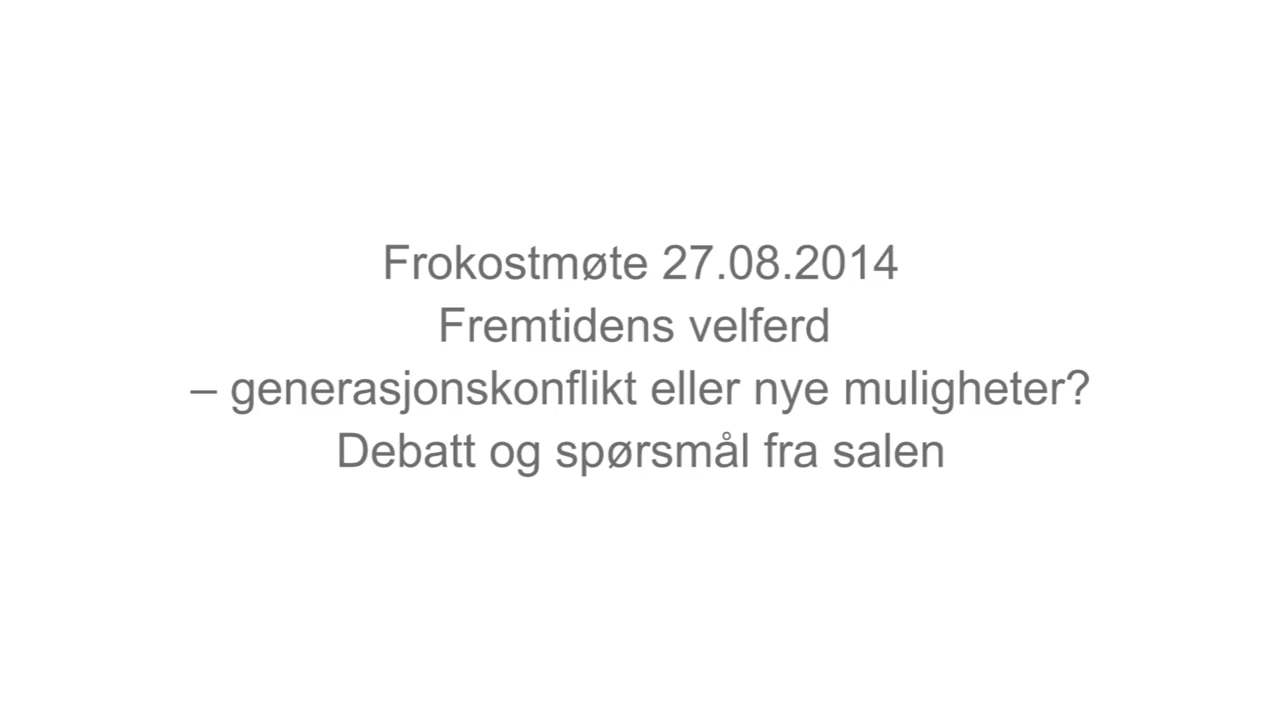 Frokostmøte 27.08.2014
Fremtidens velferd
– generasjonskonflikt eller nye muligheter?
Debatt og spørsmål fra salen